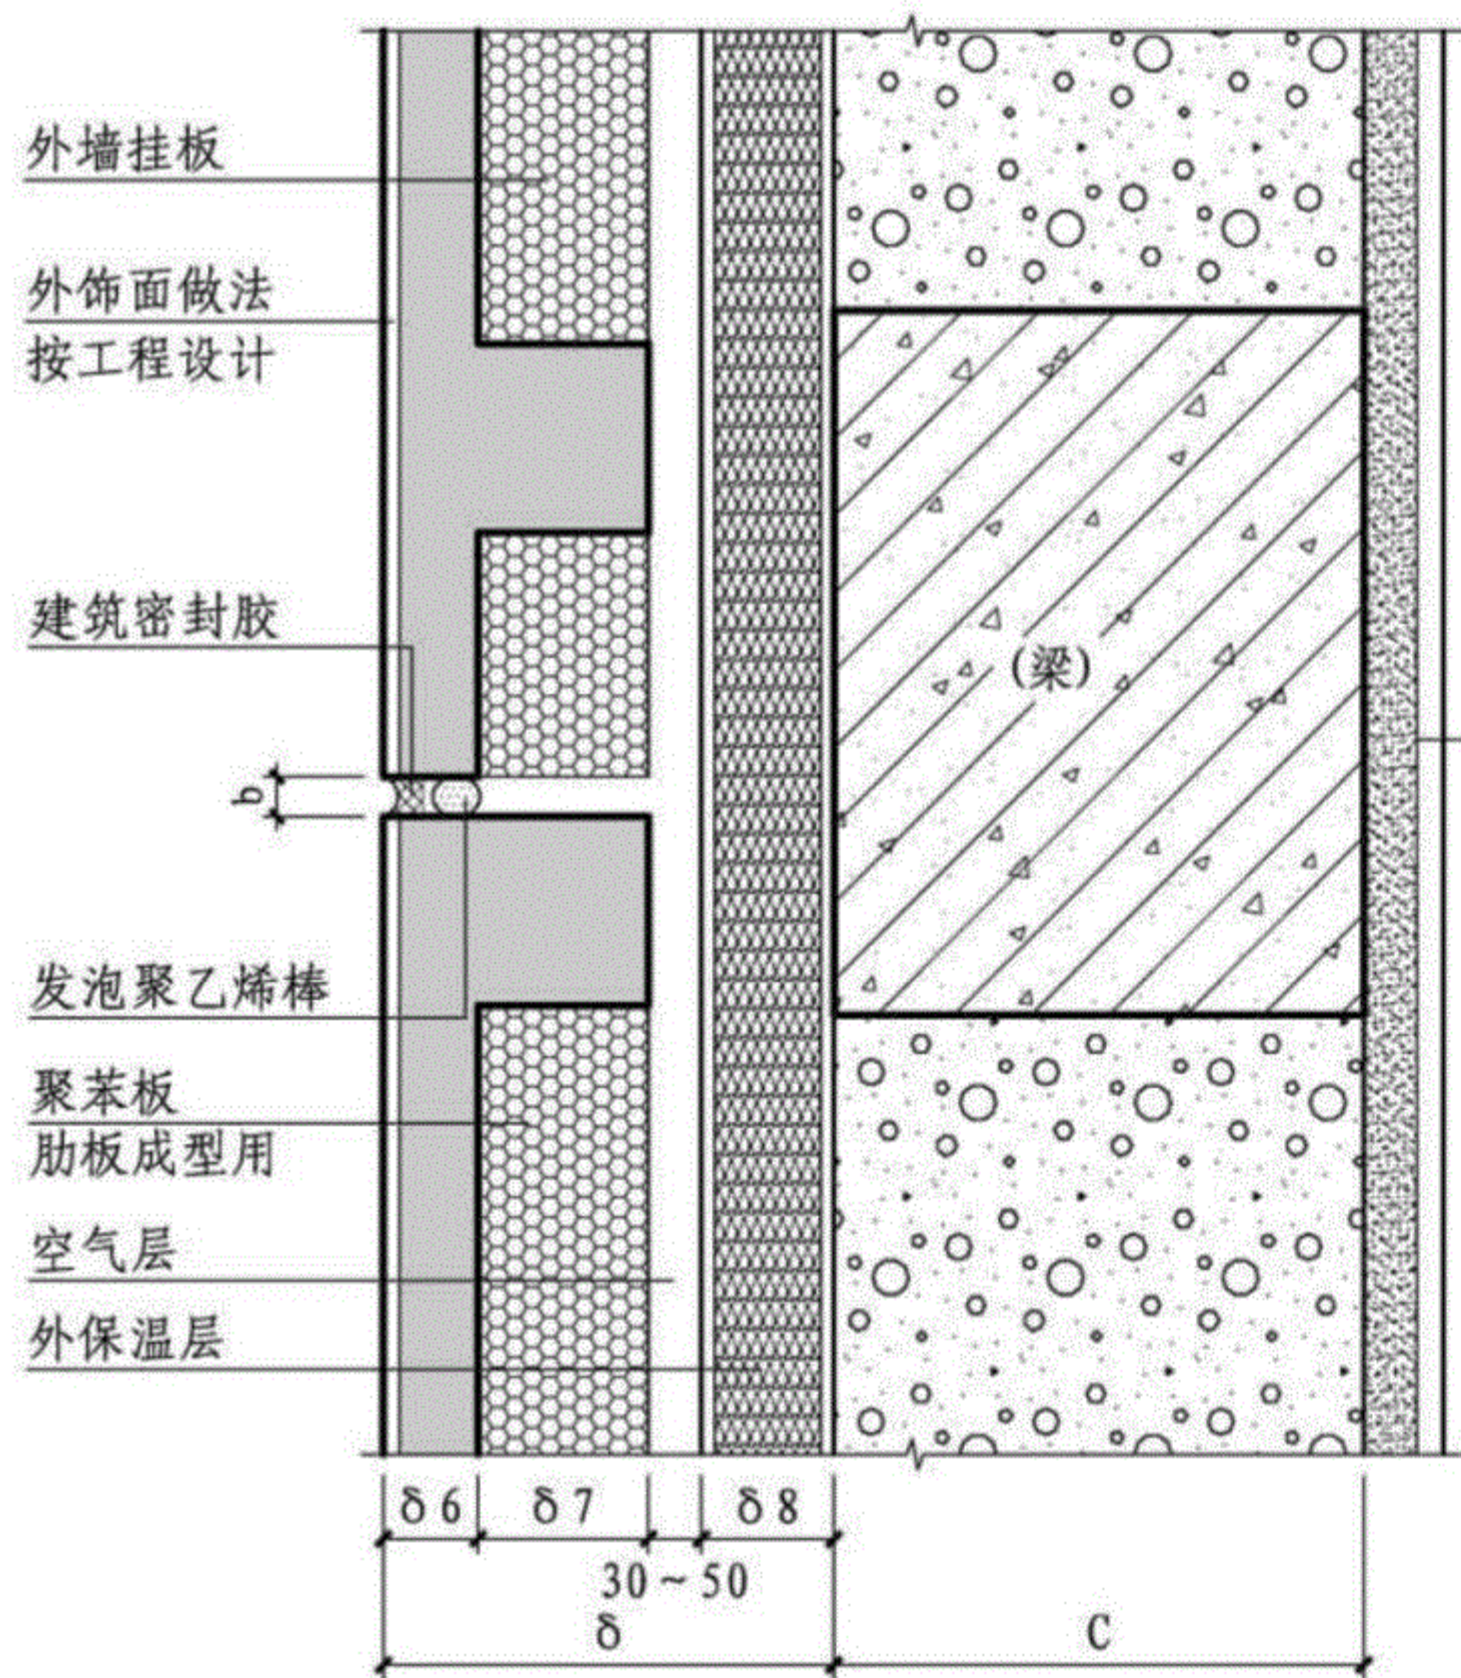 外墙挂板
外饰面做法
按工程设计
建筑密封胶
(梁)
b
发泡聚乙烯棒
聚苯板
肋板成型用
空气层
外保温层
δ6
δ7
δ8
30~50
δ
C